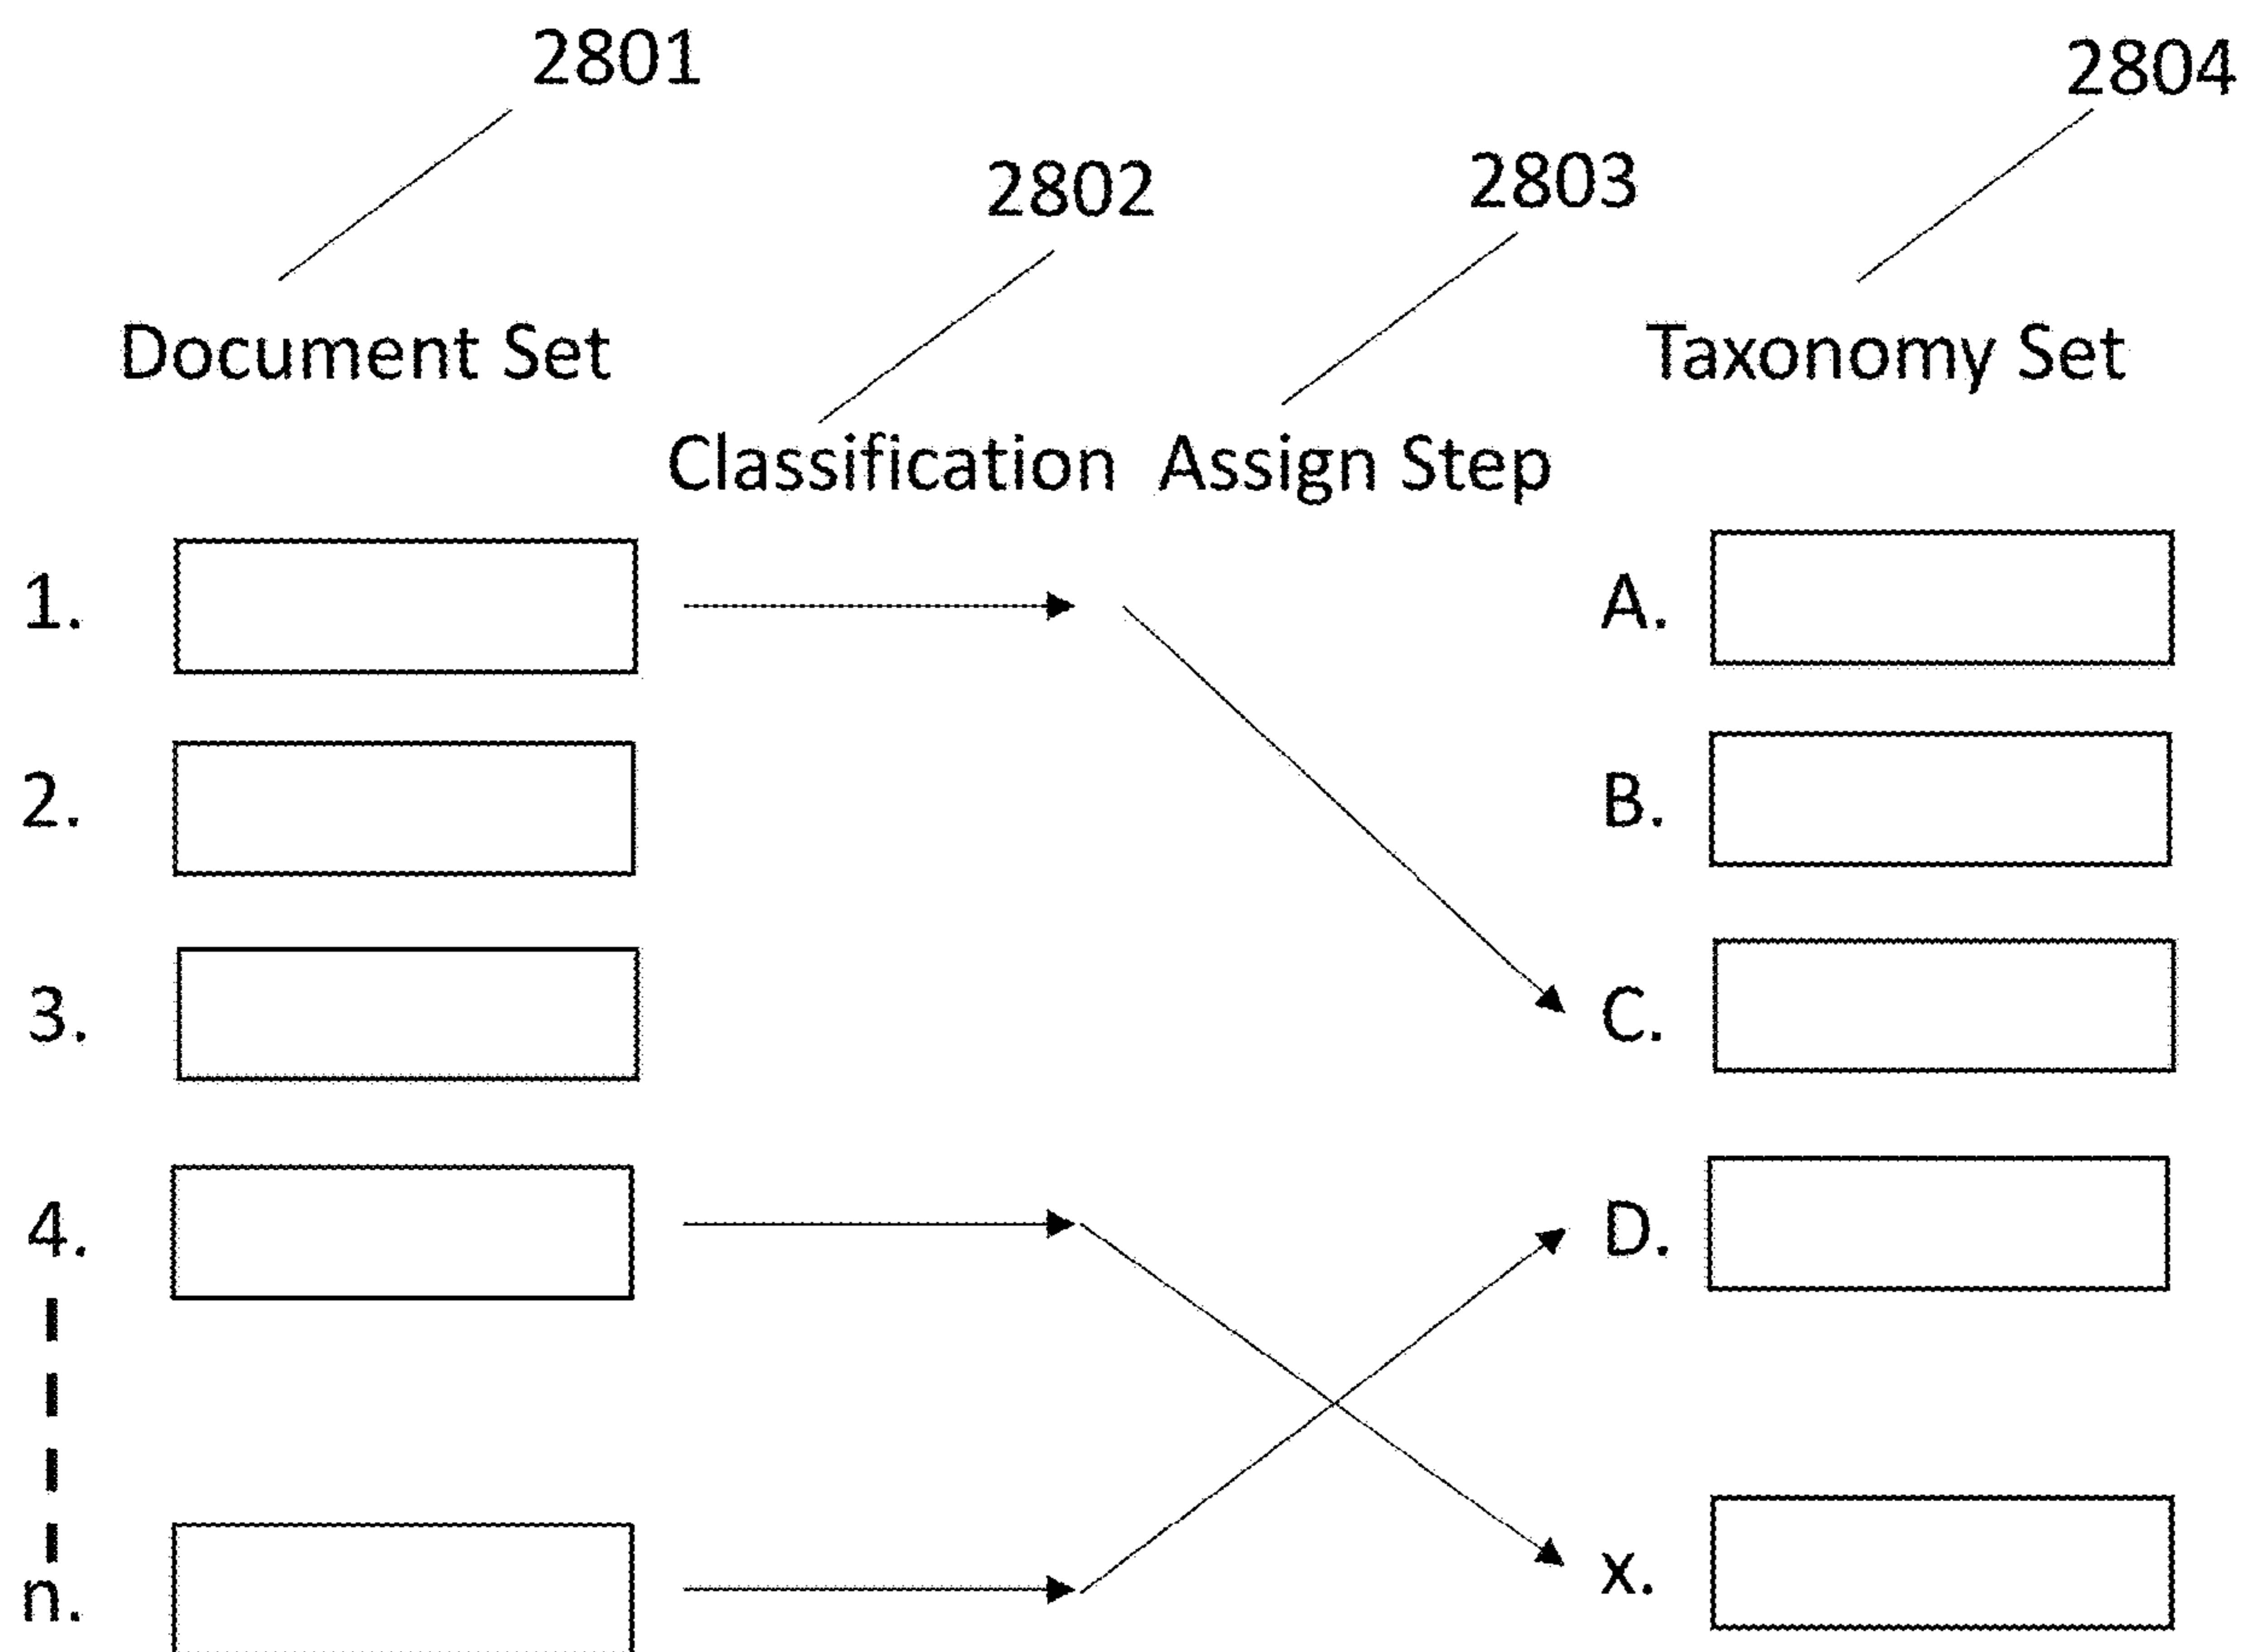 2801
2804
2802
2803
Document Set
Taxonomy Set
Classification Assign Step
1.
A.
2.
B.
3.
C.
4.
D.
n.
x.